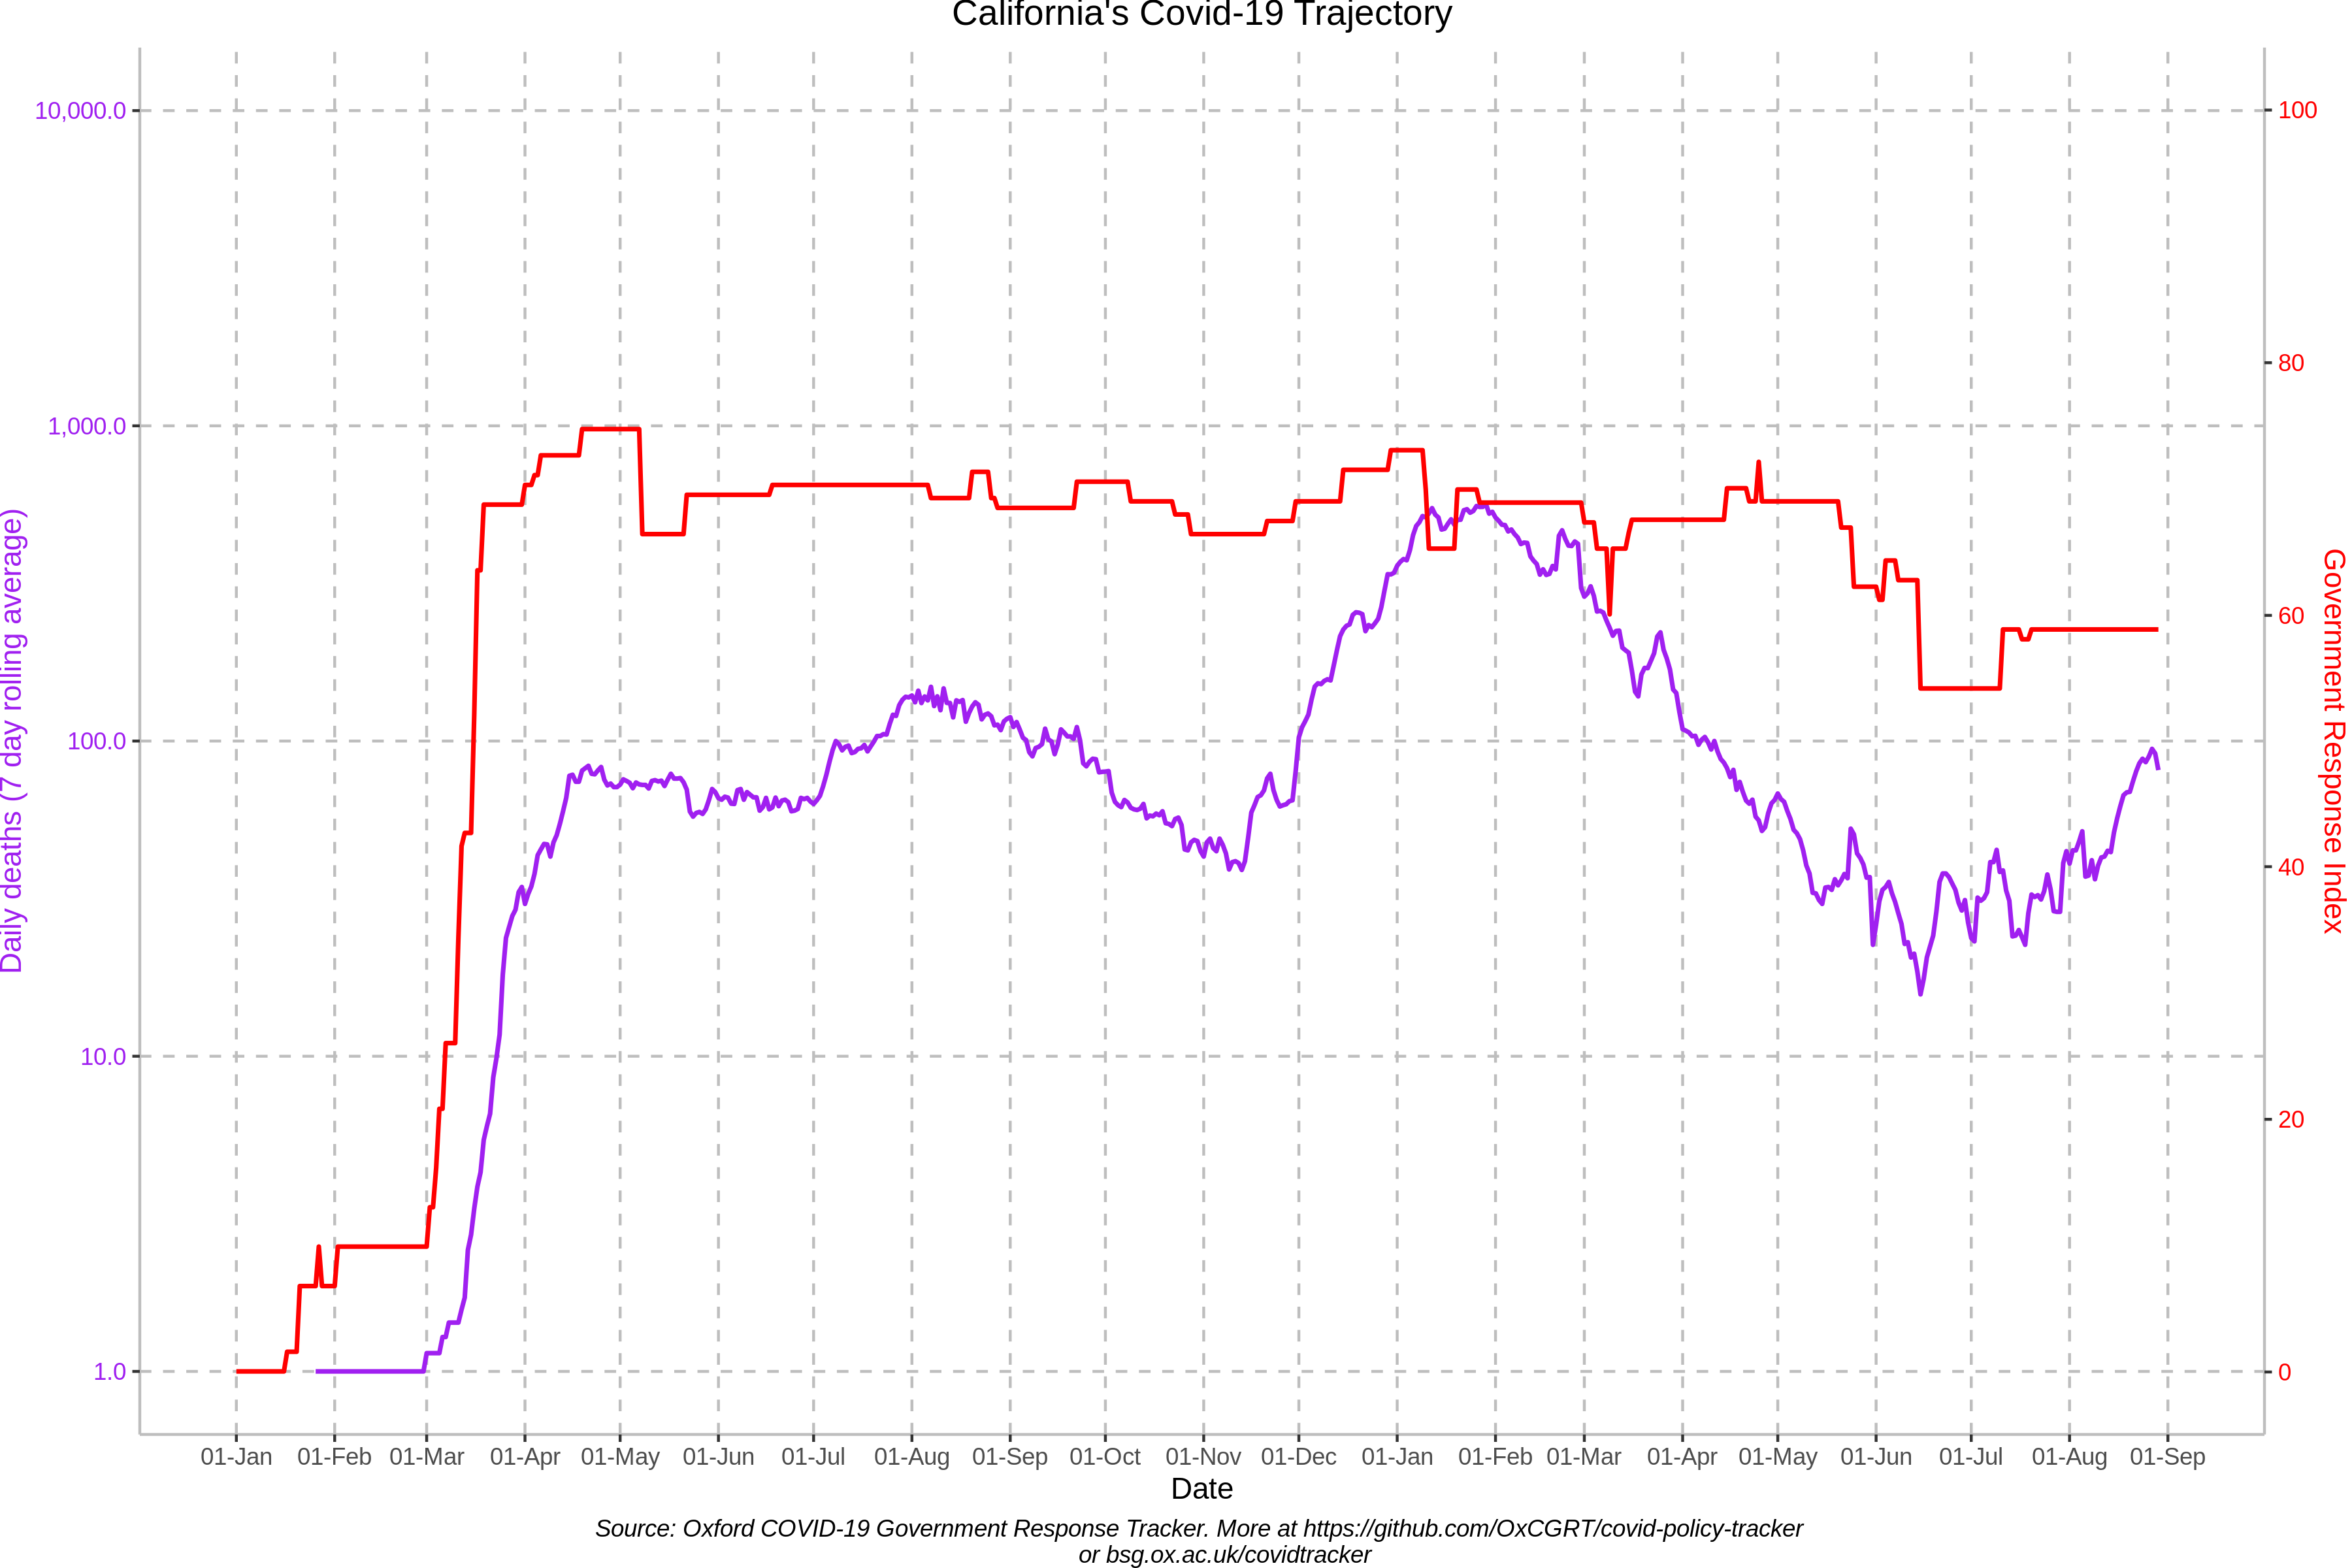 California's Covid-19 Trajectory
10,000.0
1,000.0
100.0
10.0
1.0
Daily deaths (7 day rolling average)
100
80
60
40
20
0
Government Response Index
01-Jan 01-Feb 01-Mar 01-Apr 01-May 01-Jun 01-Jul 01-Aug 01-Sep 01-Oct 01-Nov 01-Dec 01-Jan 01-Feb 01-Mar 01-Apr 01-May 01-Jun 01-Jul 01-Aug 01-Sep
Date
Source: Oxford COVID-19 Government Response Tracker. More at https://github.com/OxCGRT/covid-policy-tracker
or bsg.ox.ac.uk/covidtracker